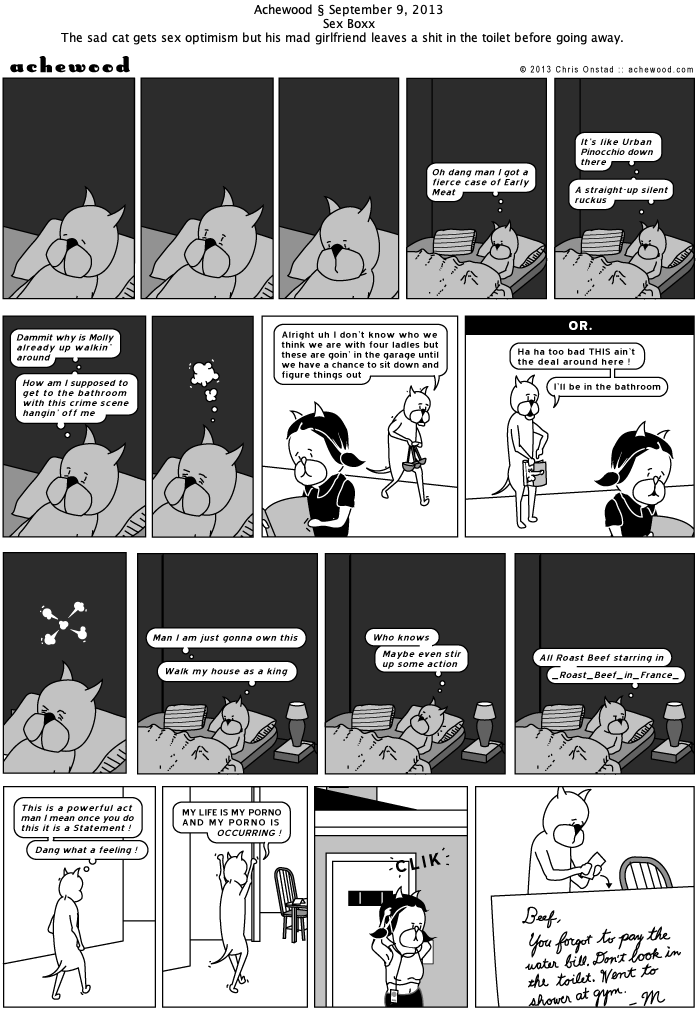 Achewood § September 9, 2013
Sex Boxx
The sad cat gets sex optimism but his mad girlfriend leaves a shit in the toilet before going away.
achewood
© 2013 Chris Onstad :: achewood.com
Oh dang man I got a
fierce case of Early
Meat
It's like Urban
Pinocchio down
there
A straight-up silent
ruckus
Dammit why is Molly
already up walkin'
around
How am I supposed to
get to the bathroom
with this crime scene
hangin' off me
Alright uh I don't know who we
think we are with four ladles but
these are goin' in the garage until
we have a chance to sit down and
figure things out
OR.
Ha ha too bad THIS ain't
the deal around here !
I'll be in the bathroom
Man I am just gonna own this
Walk my house as a king
Who knows
Maybe even stir
up some action
All Roast Beef starring in
_Roast_Beef_in_France_
This is a powerful act
man I mean once you do
this it is a Statement !
Dang what a feeling !
MY LIFE IS MY PORNO
AND MY PORNO IS
OCCURRING !
CLIK
Beef,
You forgot to pay the
water bill. Don't look in
the toilet. Went to
shower at gym.
- M